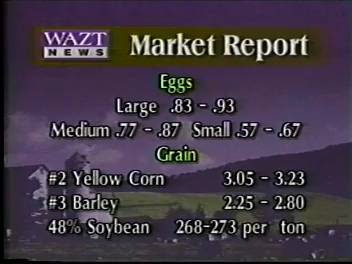 WAZT
NEWS
Market Report
Eggs
Large .83 - .93
Medium .77 - .87 Small .57 - .67
Grain
#2 Yellow Corn 3.05 - 3.23
#3 Barley 2.25 - 2.80
48% Soybean 268-273 per ton